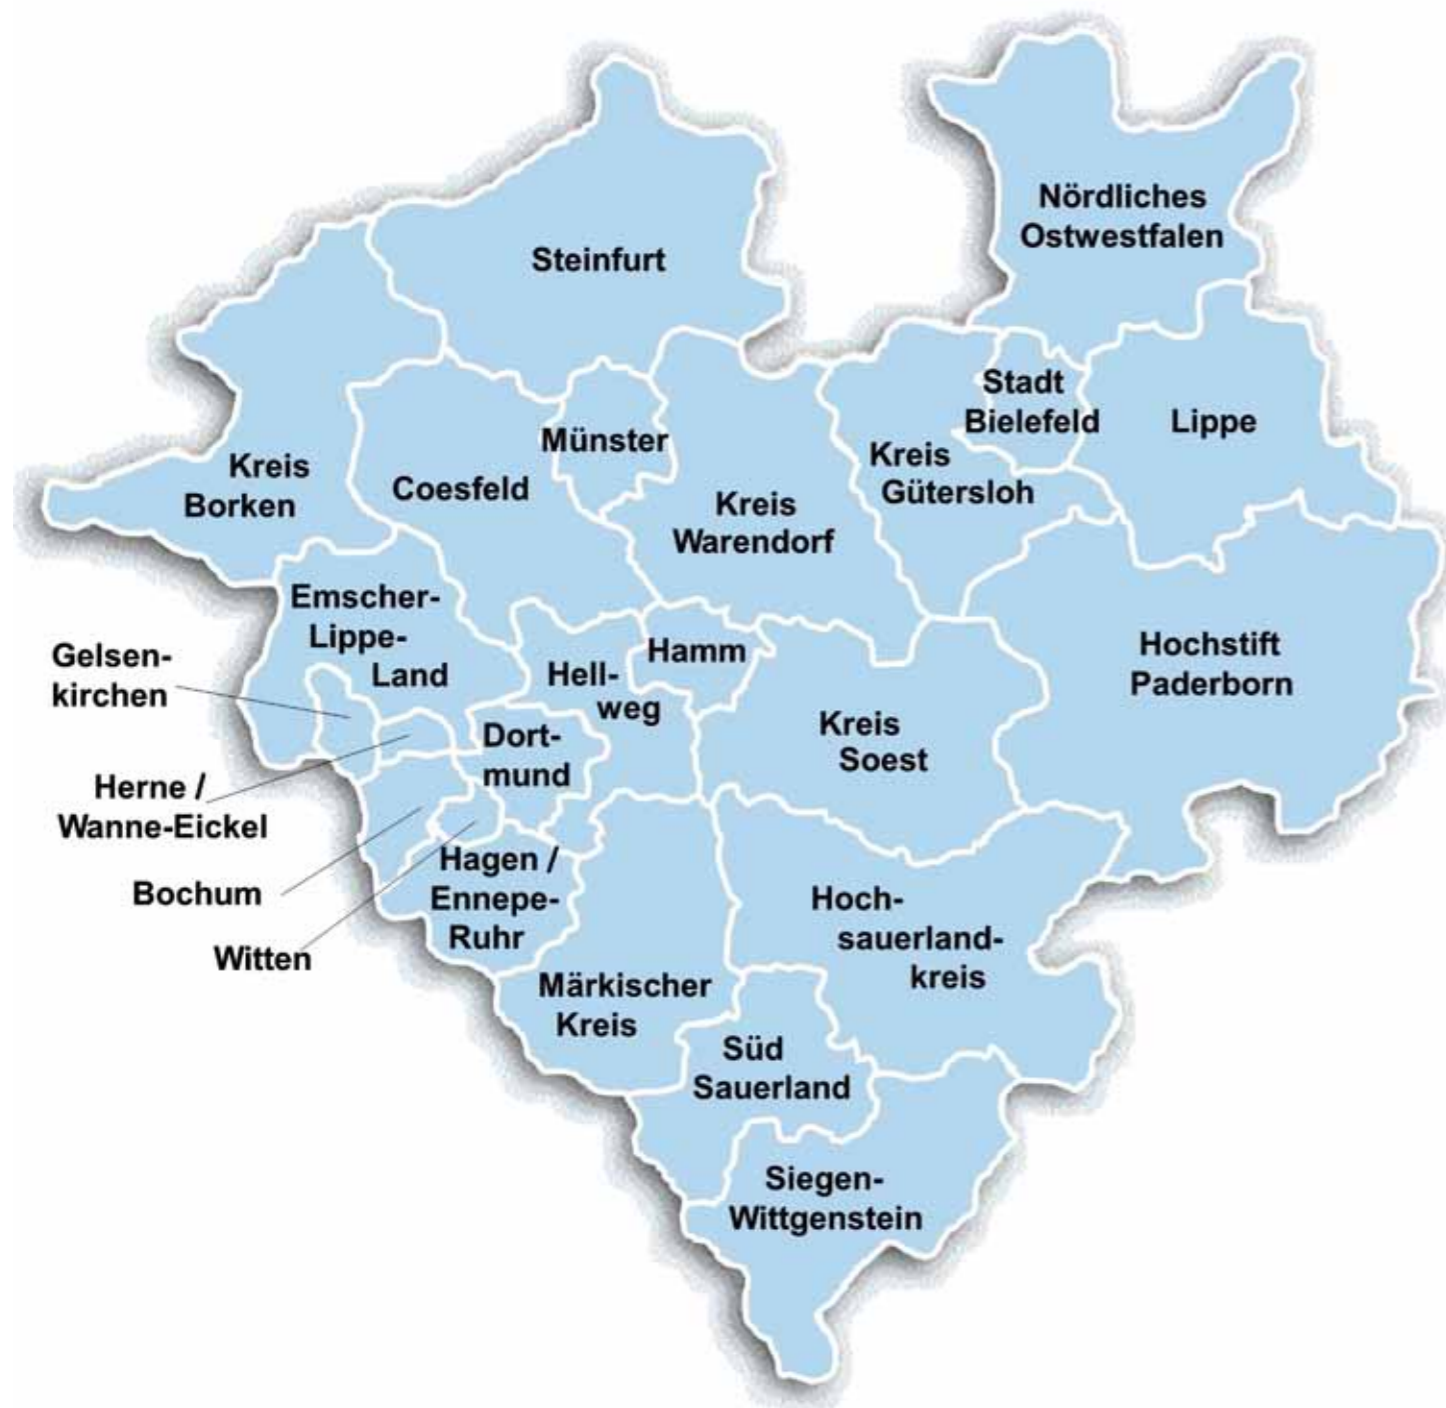 Nördliches
Ostwestfalen
Steinfurt
Stadt
Bielefeld
Lippe
Münster
Kreis
Gütersloh
Kreis
Borken
Coesfeld
Kreis
Warendorf
Emscher-
Lippe-
Land
Hochstift
Paderborn
Hamm
Gelsen-
kirchen
Hell-
weg
Dort-
mund
Kreis
Soest
Herne /
Wanne-Eickel
Hagen /
Ennepe-
Ruhr
Bochum
Witten
Hoch-
sauerland-
kreis
Märkischer
Kreis
Süd
Sauerland
Siegen-
Wittgenstein